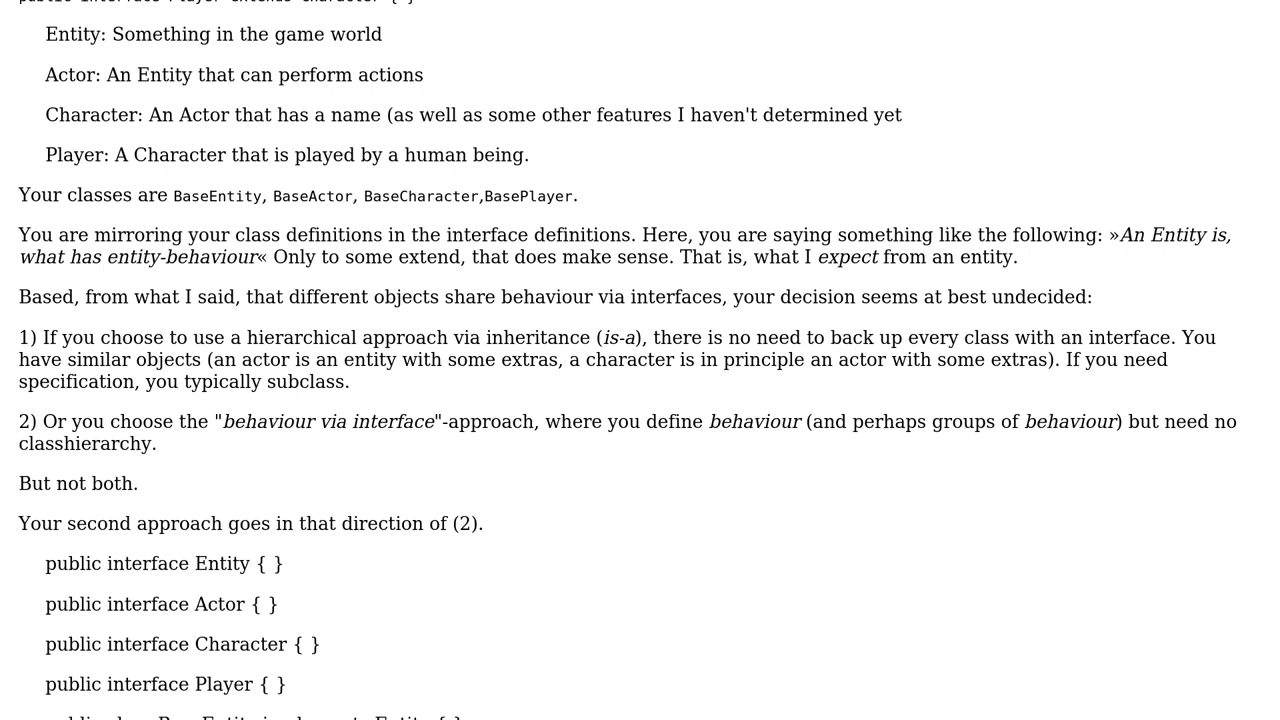 public interface Player extends Character { }
Entity: Something in the game world
Actor: An Entity that can perform actions
Character: An Actor that has a name (as well as some other features I haven't determined yet
Player: A Character that is played by a human being.
Your classes are BaseEntity, BaseActor, BaseCharacter,BasePlayer.
You are mirroring your class definitions in the interface definitions. Here, you are saying something like the following: »An Entity is,
what has entity-behaviour« Only to some extend, that does make sense. That is, what I expect from an entity.
Based, from what I said, that different objects share behaviour via interfaces, your decision seems at best undecided:
1) If you choose to use a hierarchical approach via inheritance (is-a), there is no need to back up every class with an interface. You
have similar objects (an actor is an entity with some extras, a character is in principle an actor with some extras). If you need
specification, you typically subclass.
2) Or you choose the "behaviour via interface"-approach, where you define behaviour (and perhaps groups of behaviour) but need no
classhierarchy.
But not both.
Your second approach goes in that direction of (2).
public interface Entity { }
public interface Actor { }
public interface Character { }
public interface Player { }
public class BaseEntity implements Entity { }